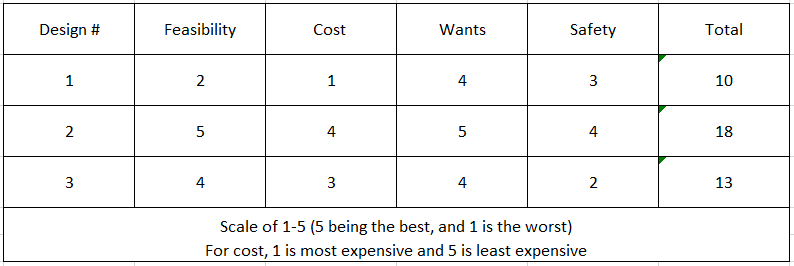 Design # Feasibility Cost Wants Safety Total
1 2 1 4 3 10
2 5 4 5 4 18
3 4 3 4 2 13
Scale of 1-5 (5 being the best, and 1 is the worst)
For cost, 1 is most expensive and 5 is least expensive